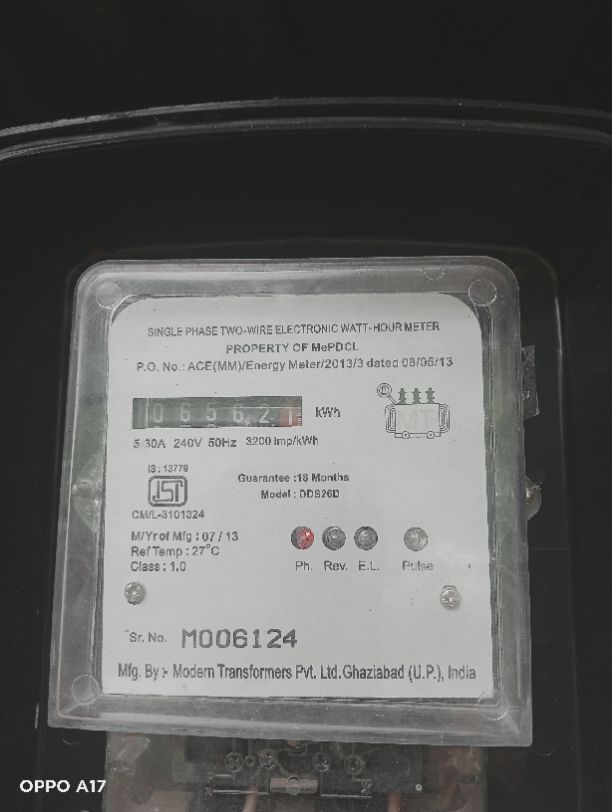 SINGLE PHASE TWO-WIRE ELECTRONIC WATT-HOUR METER
PROPERTY OF MePDCL
P.O. No.: ACE(MM)/Energy Meter/2013/3 dated 08/05/13
0 6 5 6 2 1 kWh
5-30A 240V 50Hz 3200 Imp/kWh
IS : 13779
ISI
CM/L-3101324
Guarantee :18 Months
Model : DDS26D
M/Yr of Mfg : 07 / 13
Ref Temp : 27°C
Class : 1.0
Ph. Rev. E.L. Pulse
Sr. No. M006124
Mfg. By :- Modern Transformers Pvt. Ltd.Ghaziabad (U.P.), India
OPPO A17